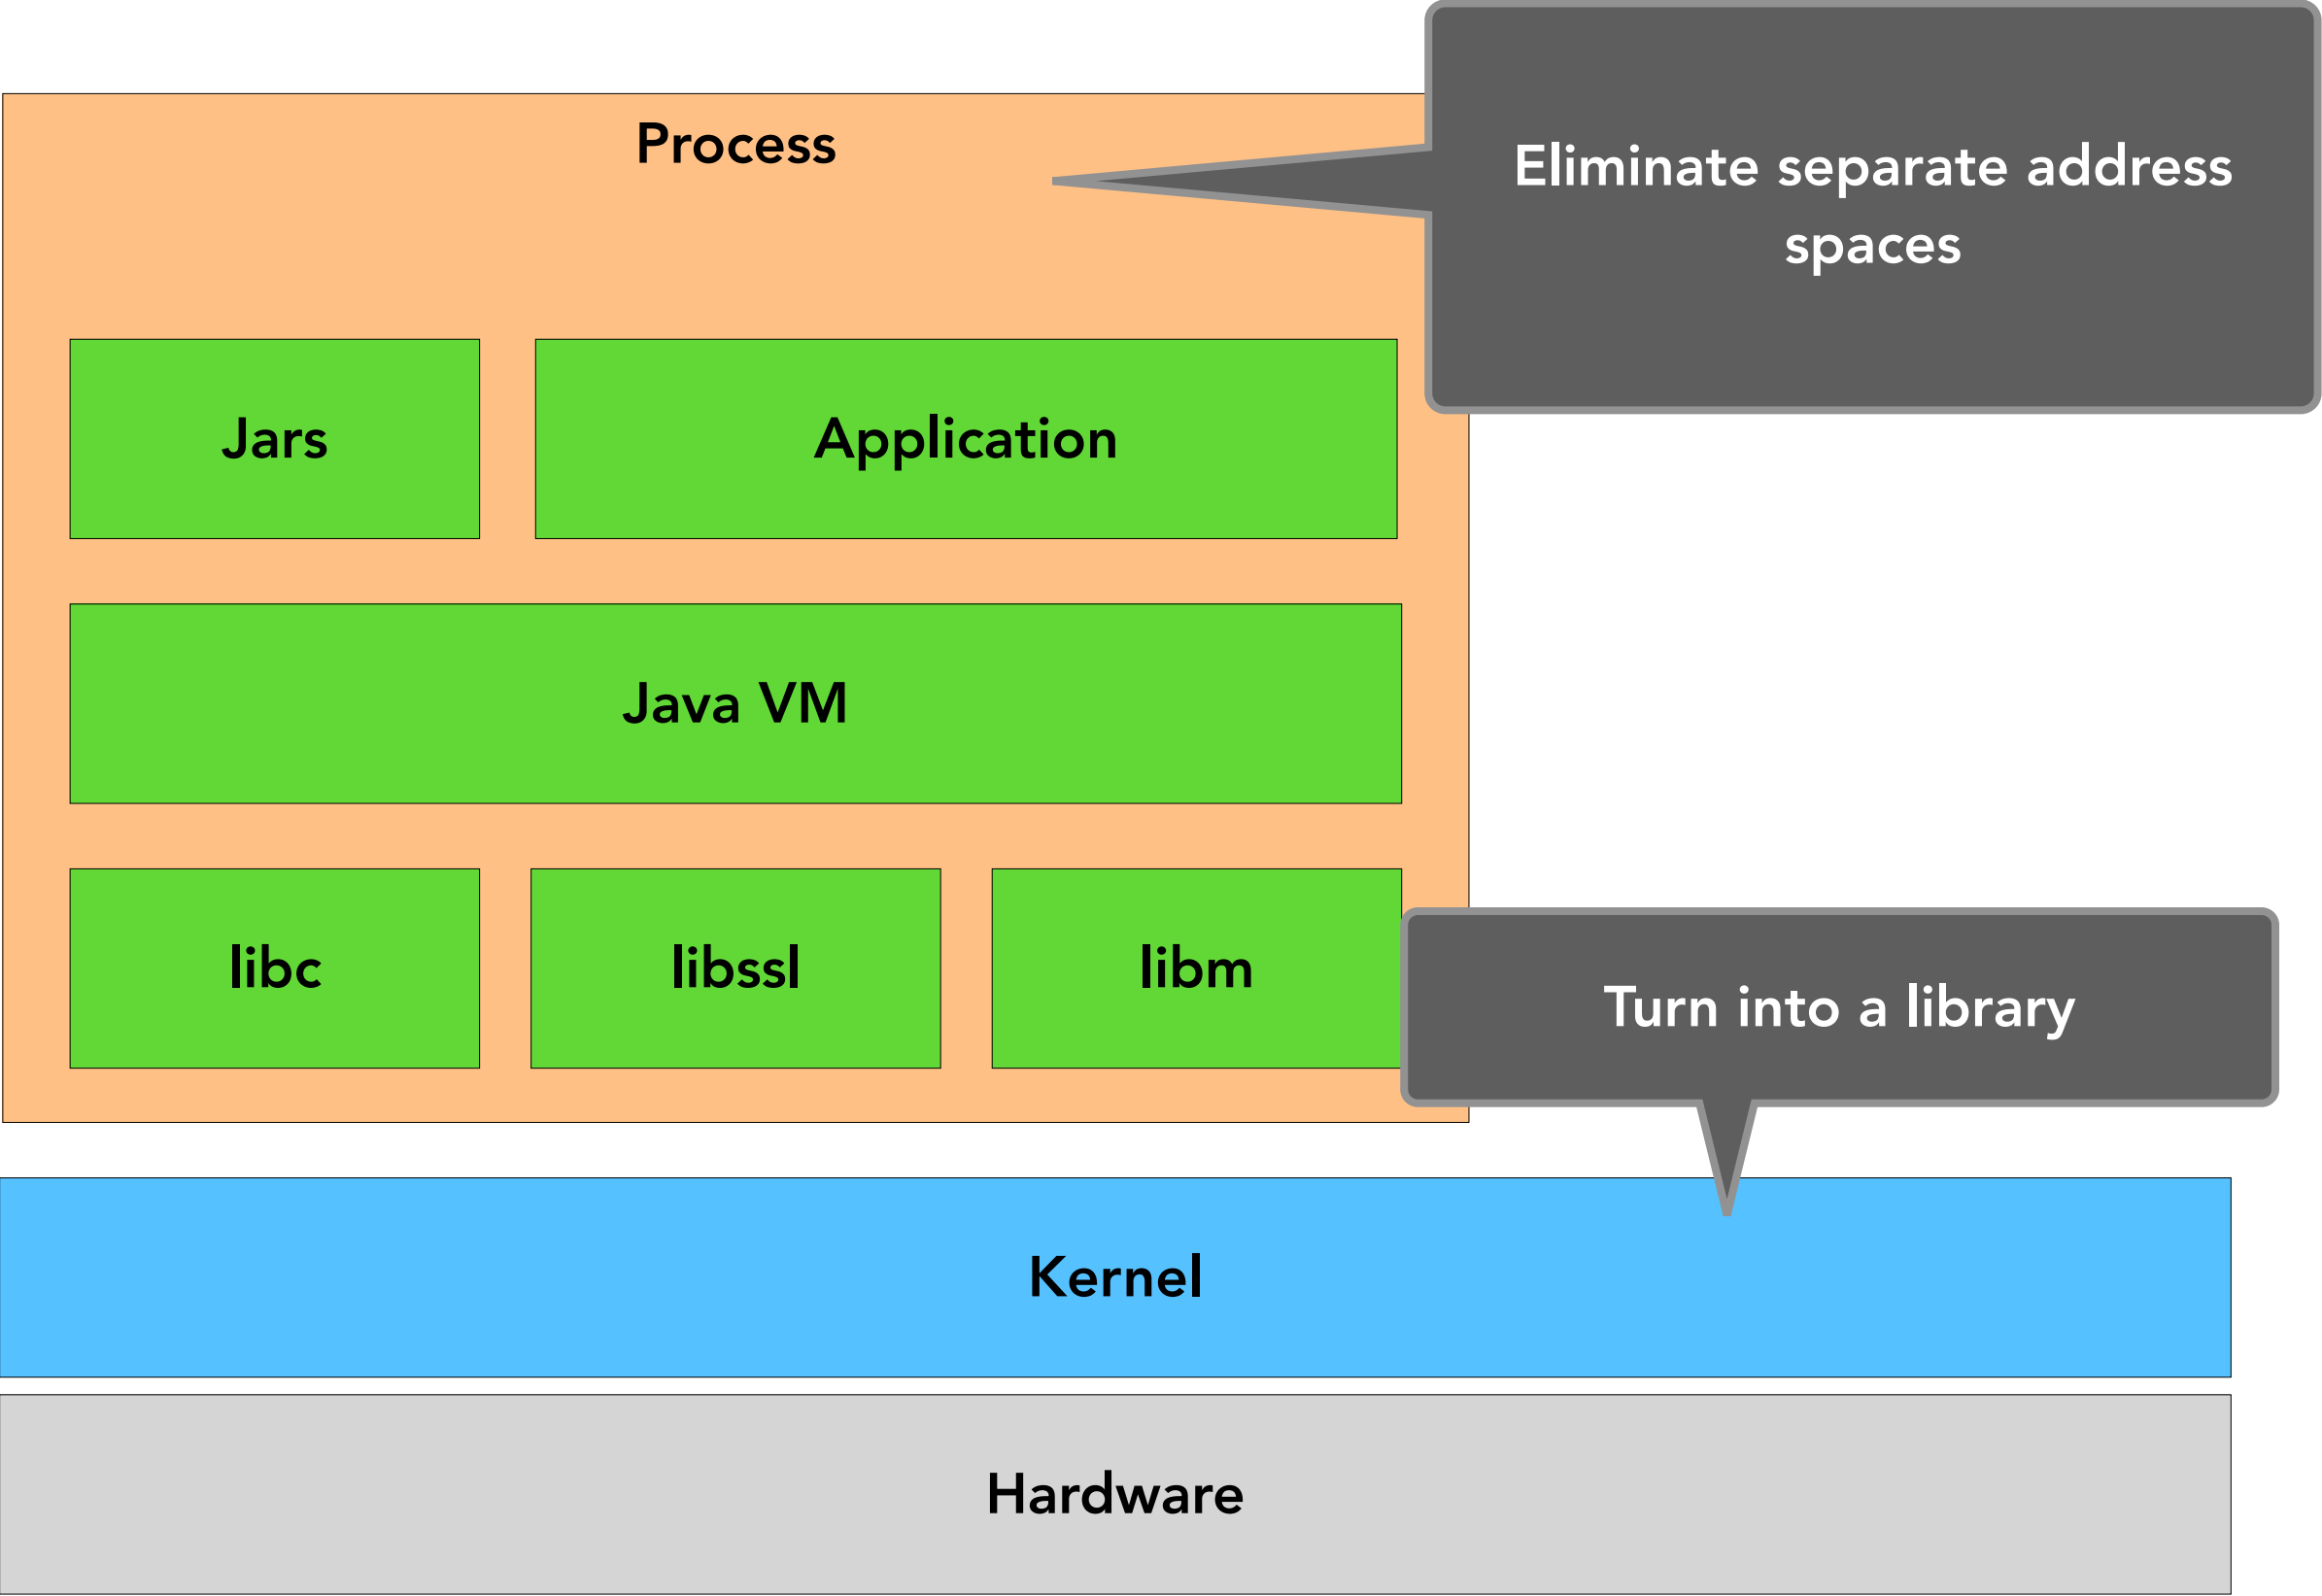 Process
Eliminate separate address
spaces
Jars
Application
Java VM
libc
libssl
libm
Turn into a library
Kernel
Hardware